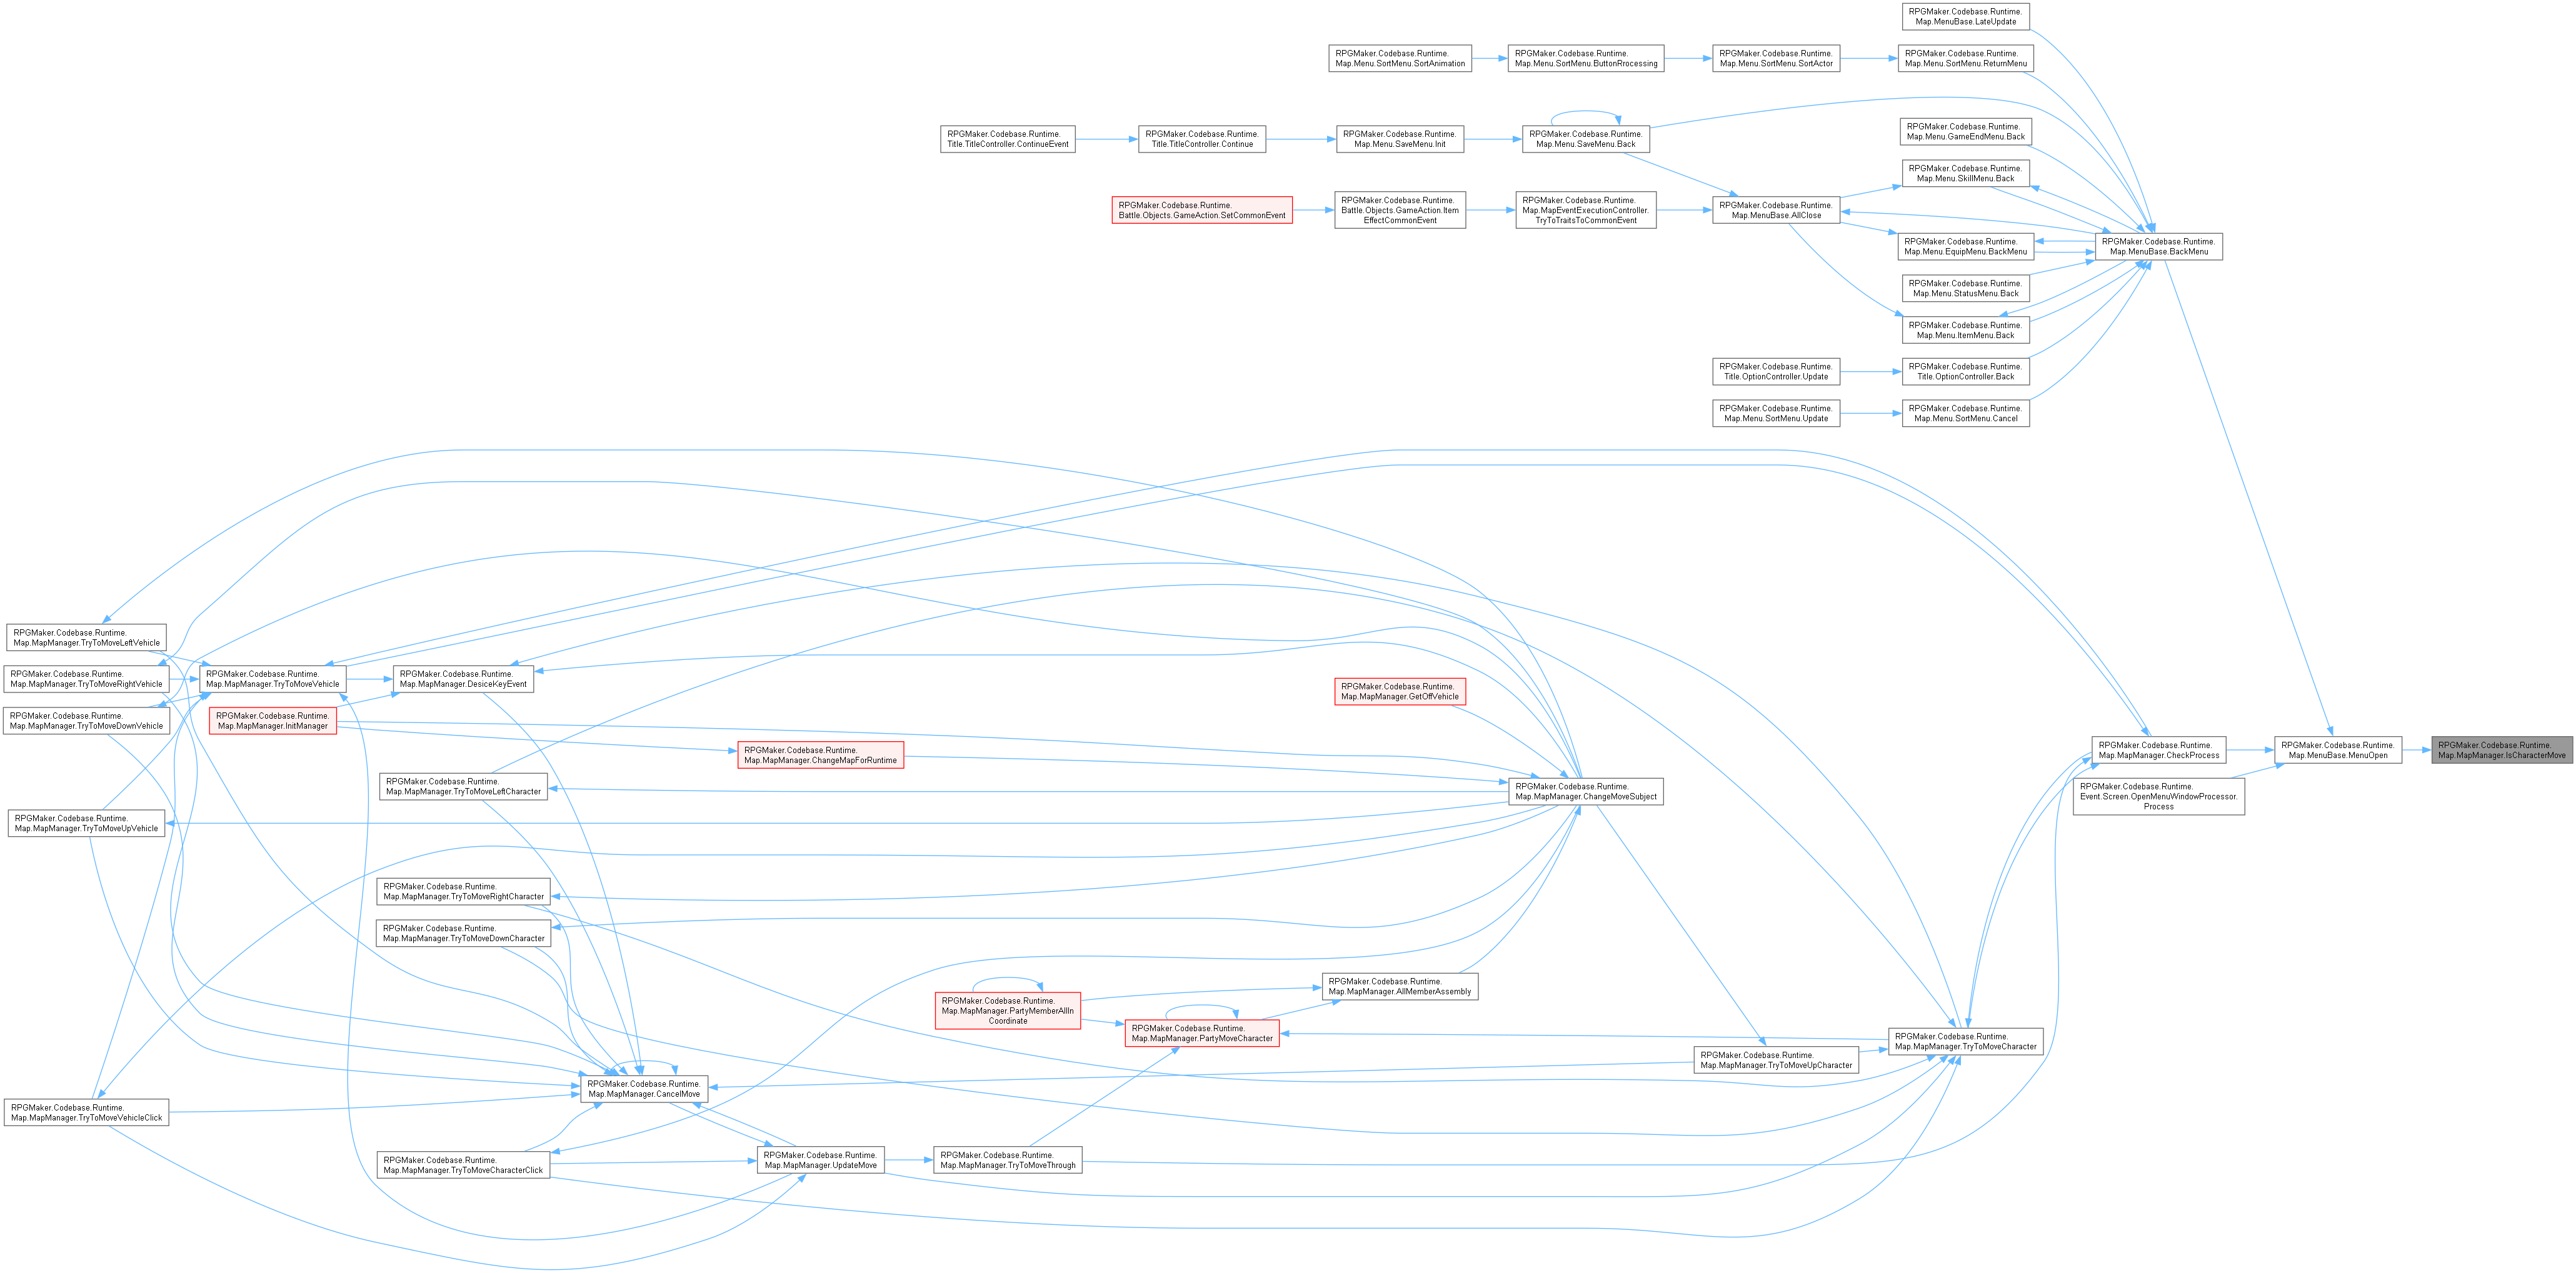 RPGMaker.Codebase.Runtime.
Map.MenuBase.LateUpdate
RPGMaker.Codebase.Runtime.
Map.Menu.SortMenu.SortAnimation
RPGMaker.Codebase.Runtime.
Map.Menu.SortMenu.ButtonRrocessing
RPGMaker.Codebase.Runtime.
Map.Menu.SortMenu.SortActor
RPGMaker.Codebase.Runtime.
Map.Menu.SortMenu.ReturnMenu
RPGMaker.Codebase.Runtime.
Title.TitleController.ContinueEvent
RPGMaker.Codebase.Runtime.
Title.TitleController.Continue
RPGMaker.Codebase.Runtime.
Map.Menu.SaveMenu.Init
RPGMaker.Codebase.Runtime.
Map.Menu.SaveMenu.Back
RPGMaker.Codebase.Runtime.
Map.Menu.GameEndMenu.Back
RPGMaker.Codebase.Runtime.
Map.Menu.SkillMenu.Back
RPGMaker.Codebase.Runtime.
Battle.Objects.GameAction.SetCommonEvent
RPGMaker.Codebase.Runtime.
Battle.Objects.GameAction.Item
EffectCommonEvent
RPGMaker.Codebase.Runtime.
Map.MapEventExecutionController.
TryToTraitsToCommonEvent
RPGMaker.Codebase.Runtime.
Map.MenuBase.AllClose
RPGMaker.Codebase.Runtime.
Map.Menu.EquipMenu.BackMenu
RPGMaker.Codebase.Runtime.
Map.MenuBase.BackMenu
RPGMaker.Codebase.Runtime.
Map.Menu.StatusMenu.Back
RPGMaker.Codebase.Runtime.
Map.Menu.ItemMenu.Back
RPGMaker.Codebase.Runtime.
Title.OptionController.Update
RPGMaker.Codebase.Runtime.
Title.OptionController.Back
RPGMaker.Codebase.Runtime.
Map.Menu.SortMenu.Update
RPGMaker.Codebase.Runtime.
Map.Menu.SortMenu.Cancel
RPGMaker.Codebase.Runtime.
Map.MapManager.TryToMoveLeftVehicle
RPGMaker.Codebase.Runtime.
Map.MapManager.TryToMoveRightVehicle
RPGMaker.Codebase.Runtime.
Map.MapManager.TryToMoveVehicle
RPGMaker.Codebase.Runtime.
Map.MapManager.DesiceKeyEvent
RPGMaker.Codebase.Runtime.
Map.MapManager.GetOffVehicle
RPGMaker.Codebase.Runtime.
Map.MapManager.TryToMoveDownVehicle
RPGMaker.Codebase.Runtime.
Map.MapManager.InitManager
RPGMaker.Codebase.Runtime.
Map.MapManager.ChangeMapForRuntime
RPGMaker.Codebase.Runtime.
Map.MapManager.CheckProcess
RPGMaker.Codebase.Runtime.
Map.MenuBase.MenuOpen
RPGMaker.Codebase.Runtime.
Map.MapManager.IsCharacterMove
RPGMaker.Codebase.Runtime.
Map.MapManager.TryToMoveLeftCharacter
RPGMaker.Codebase.Runtime.
Map.MapManager.ChangeMoveSubject
RPGMaker.Codebase.Runtime.
Event.Screen.OpenMenuWindowProcessor.
Process
RPGMaker.Codebase.Runtime.
Map.MapManager.TryToMoveUpVehicle
RPGMaker.Codebase.Runtime.
Map.MapManager.TryToMoveRightCharacter
RPGMaker.Codebase.Runtime.
Map.MapManager.TryToMoveDownCharacter
RPGMaker.Codebase.Runtime.
Map.MapManager.AllMemberAssembly
RPGMaker.Codebase.Runtime.
Map.MapManager.PartyMemberAllIn
Coordinate
RPGMaker.Codebase.Runtime.
Map.MapManager.PartyMoveCharacter
RPGMaker.Codebase.Runtime.
Map.MapManager.TryToMoveCharacter
RPGMaker.Codebase.Runtime.
Map.MapManager.TryToMoveUpCharacter
RPGMaker.Codebase.Runtime.
Map.MapManager.CancelMove
RPGMaker.Codebase.Runtime.
Map.MapManager.TryToMoveVehicleClick
RPGMaker.Codebase.Runtime.
Map.MapManager.TryToMoveCharacterClick
RPGMaker.Codebase.Runtime.
Map.MapManager.UpdateMove
RPGMaker.Codebase.Runtime.
Map.MapManager.TryToMoveThrough